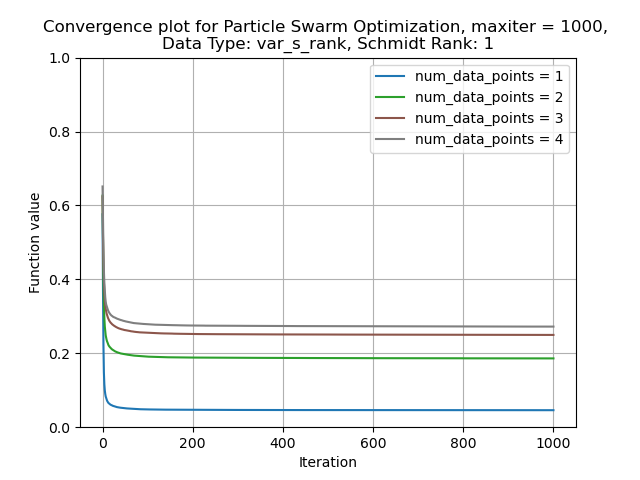 Convergence plot for Particle Swarm Optimization, maxiter = 1000,
Data Type: var_s_rank, Schmidt Rank: 1
num_data_points = 1
num_data_points = 2
num_data_points = 3
num_data_points = 4
Function value
1.0
0.8
0.6
0.4
0.2
0.0
0 200 400 600 800 1000
Iteration